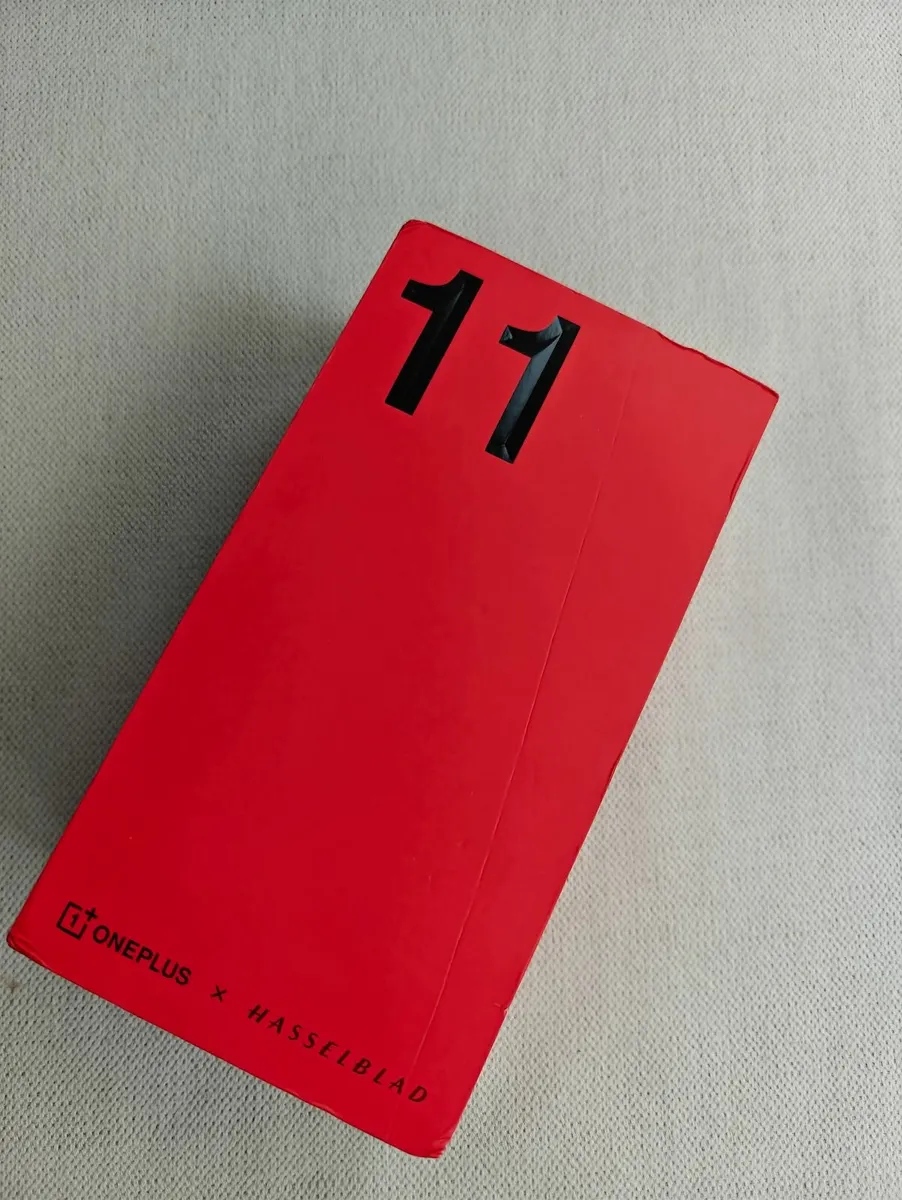 11
ONEPLUS × HASSELBLAD